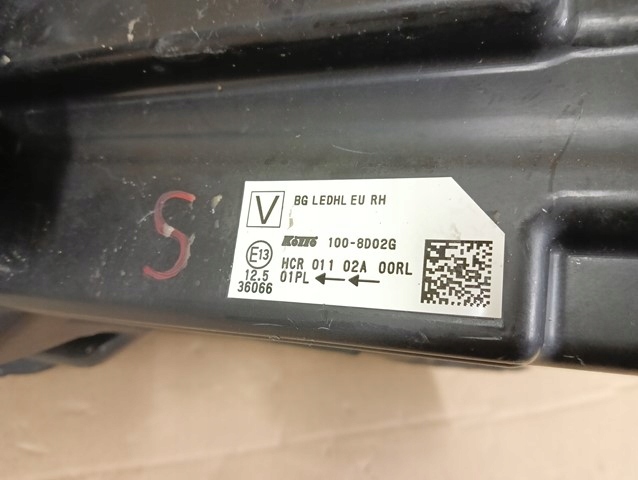 S
V
BG LEDHL EU RH
KOITO 100-8D02G
E13
HCR 011 02A 00RL
12.5
01PL ←←
36066